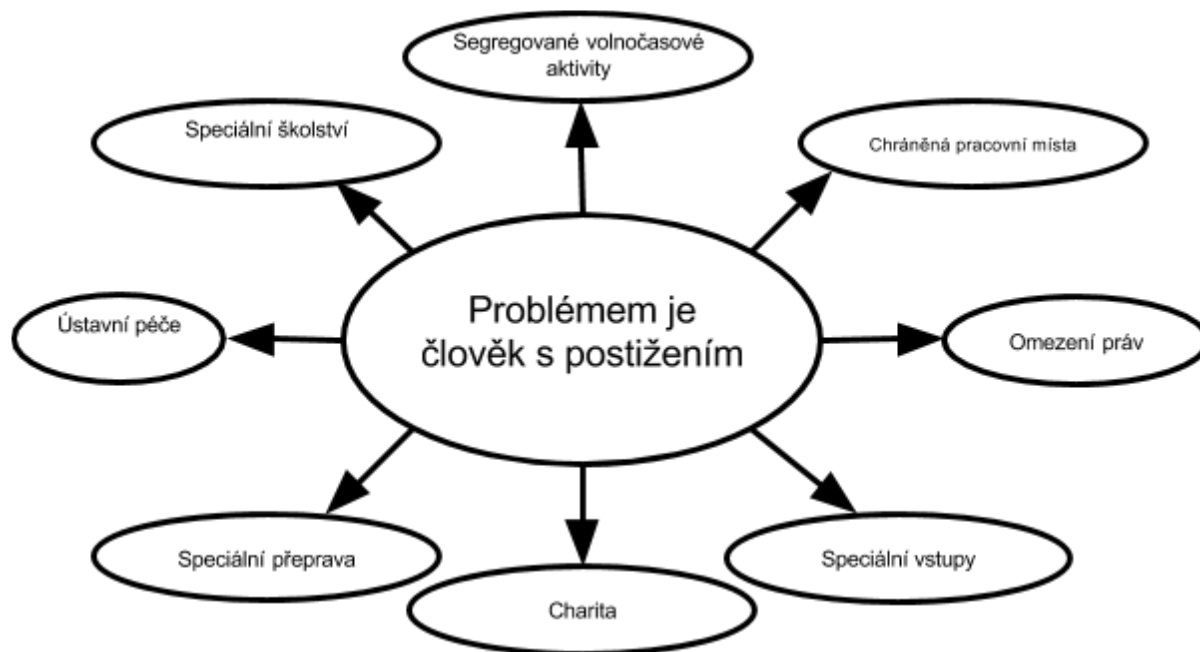 Segregované volnočasové
aktivity
Speciální školství
Chráněná pracovní místa
Problémem je
člověk s postižením
Ústavní péče
Omezení práv
Speciální přeprava
Speciální vstupy
Charita